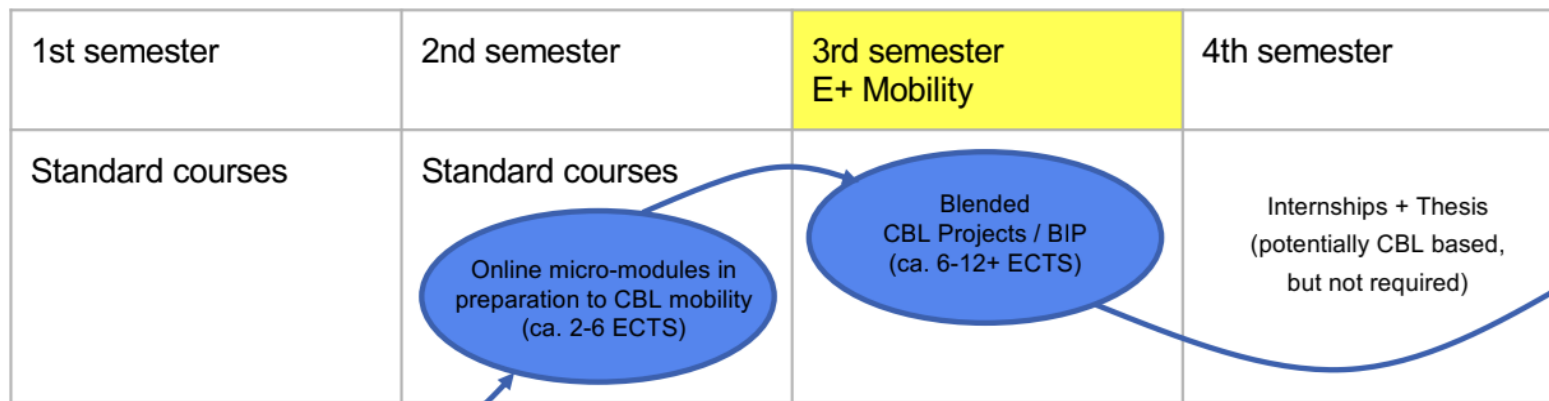 1st semester
2nd semester
3rd semester
E+ Mobility
4th semester
Standard courses
Standard courses
Online micro-modules in
preparation to CBL mobility
(ca. 2-6 ECTS)
Blended
CBL Projects / BIP
(ca. 6-12+ ECTS)
Internships + Thesis
(potentially CBL based,
but not required)